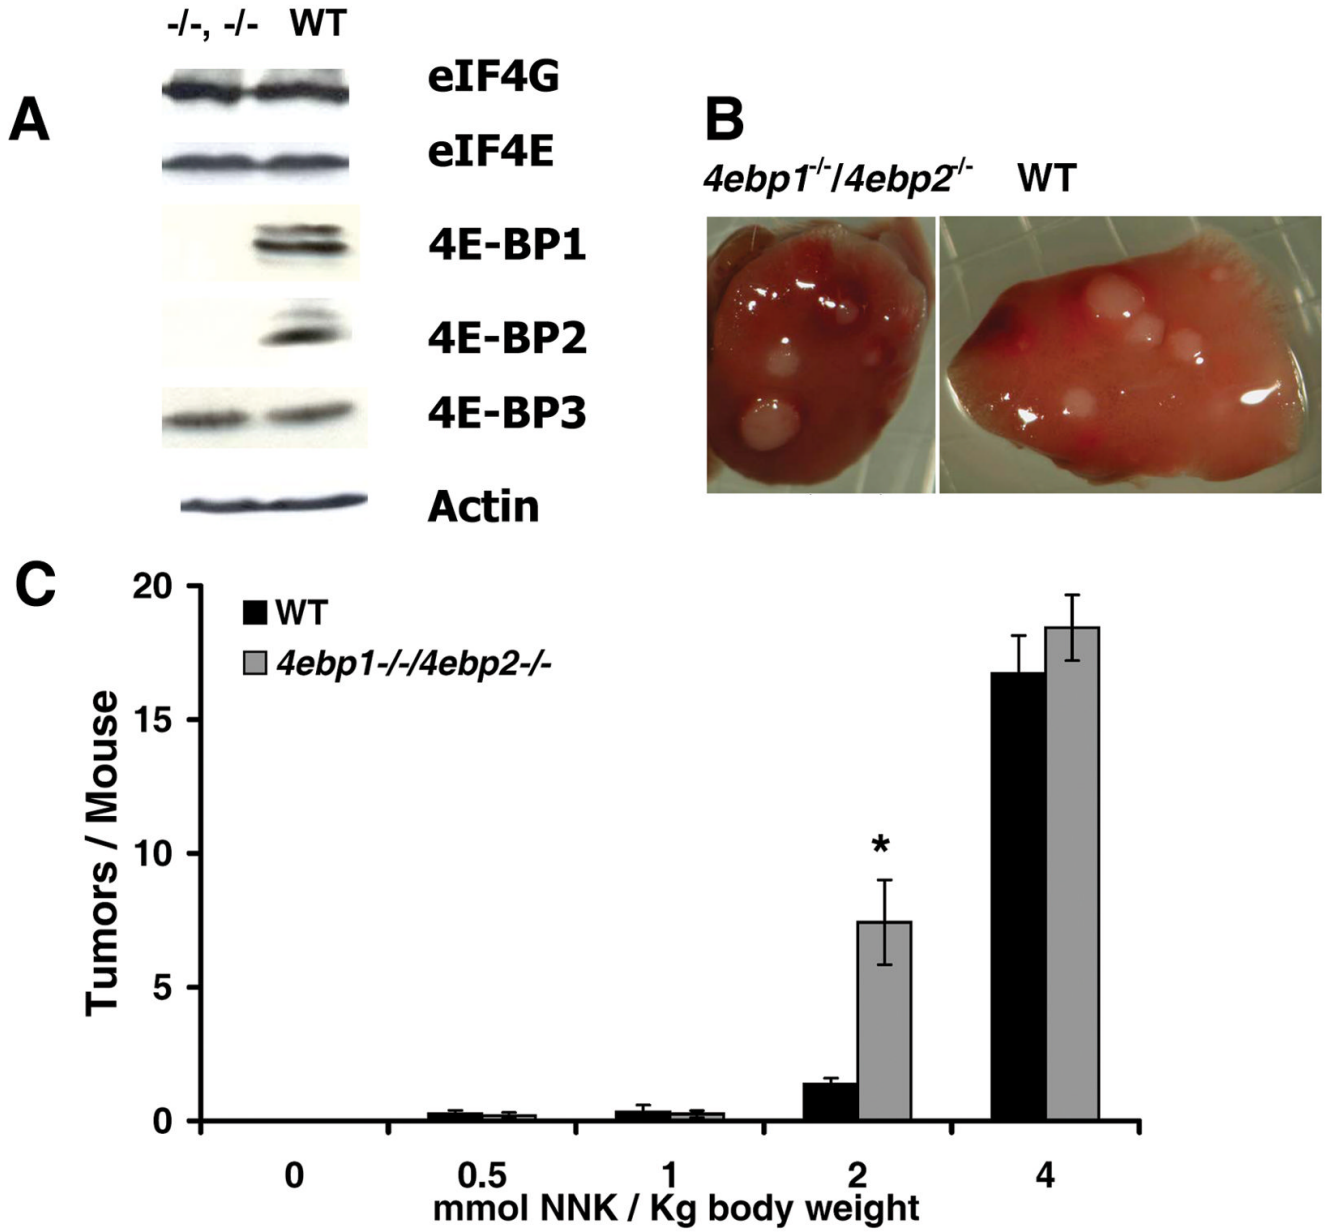 -/-, -/- WT
A
eIF4G
eIF4E
4E-BP1
4E-BP2
4E-BP3
Actin
B
4ebp1-/-/4ebp2-/- WT
C
20
15
10
5
0
Tumors / Mouse
WT
4ebp1-/-/4ebp2-/-
*
0 0.5 1 2 4
mmol NNK / Kg body weight